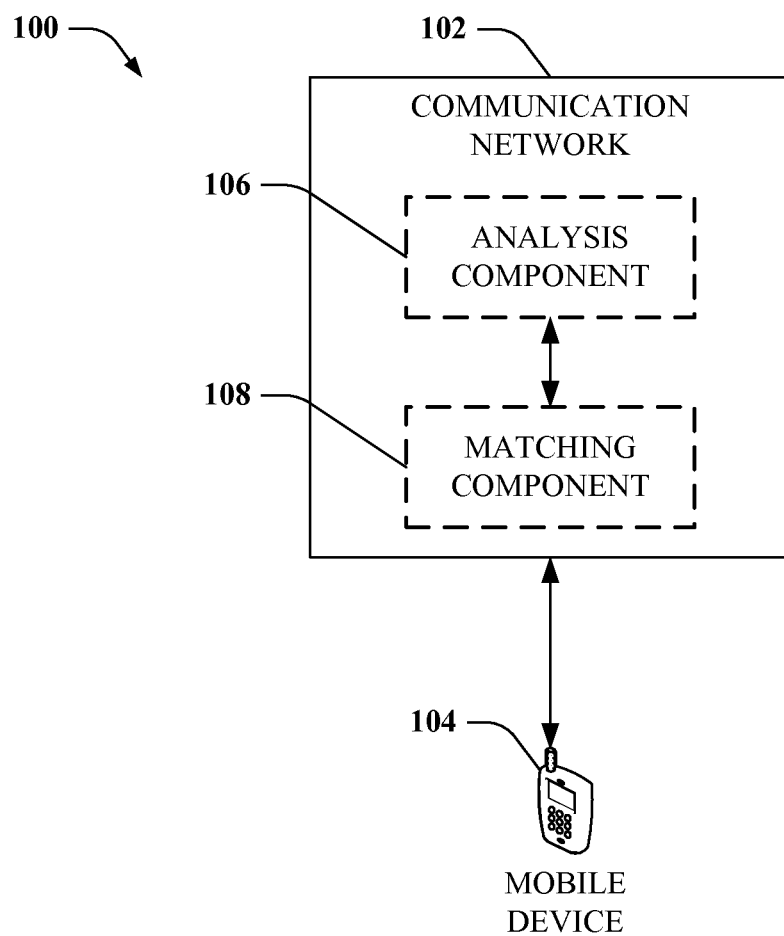 100
102
COMMUNICATION
NETWORK
106
ANALYSIS
COMPONENT
108
MATCHING
COMPONENT
104
MOBILE
DEVICE